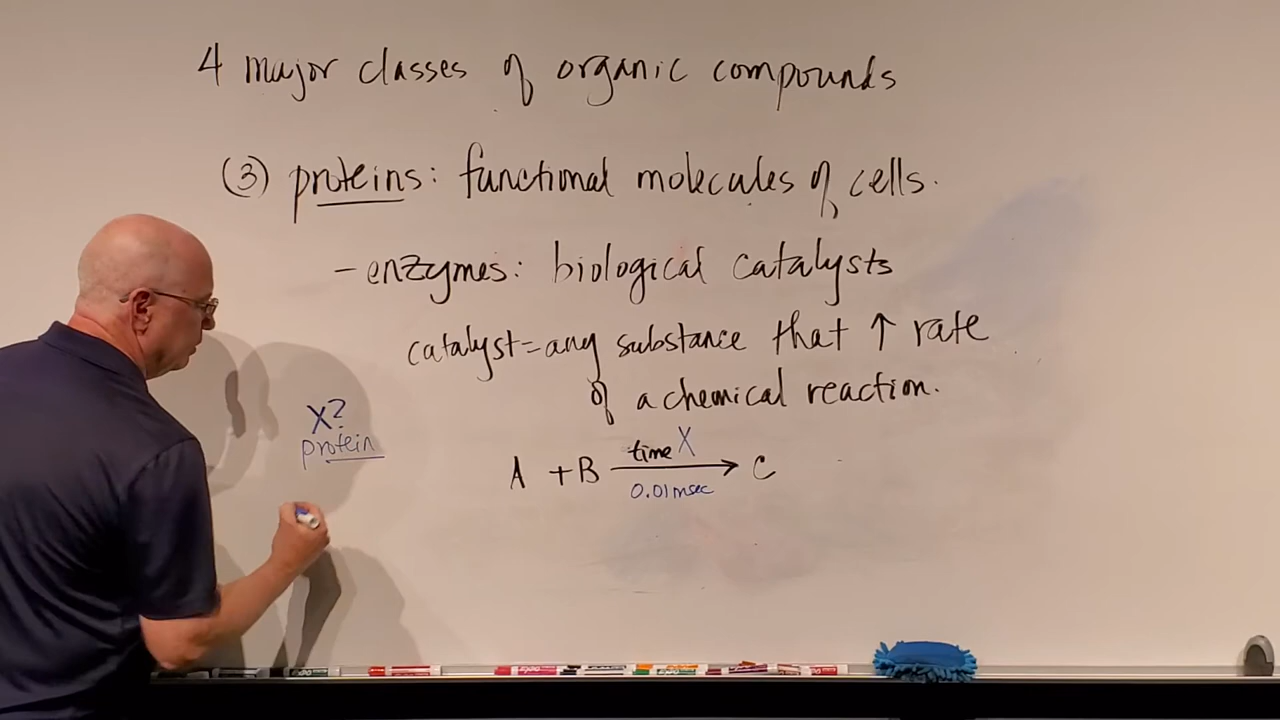 4 major classes of organic compounds
(3) proteins: functional molecules of cells.
- enzymes: biological catalysts
catalyst = any substance that ↑ rate
of a chemical reaction.
X?
protein
time X
A + B → C
0.01 msec